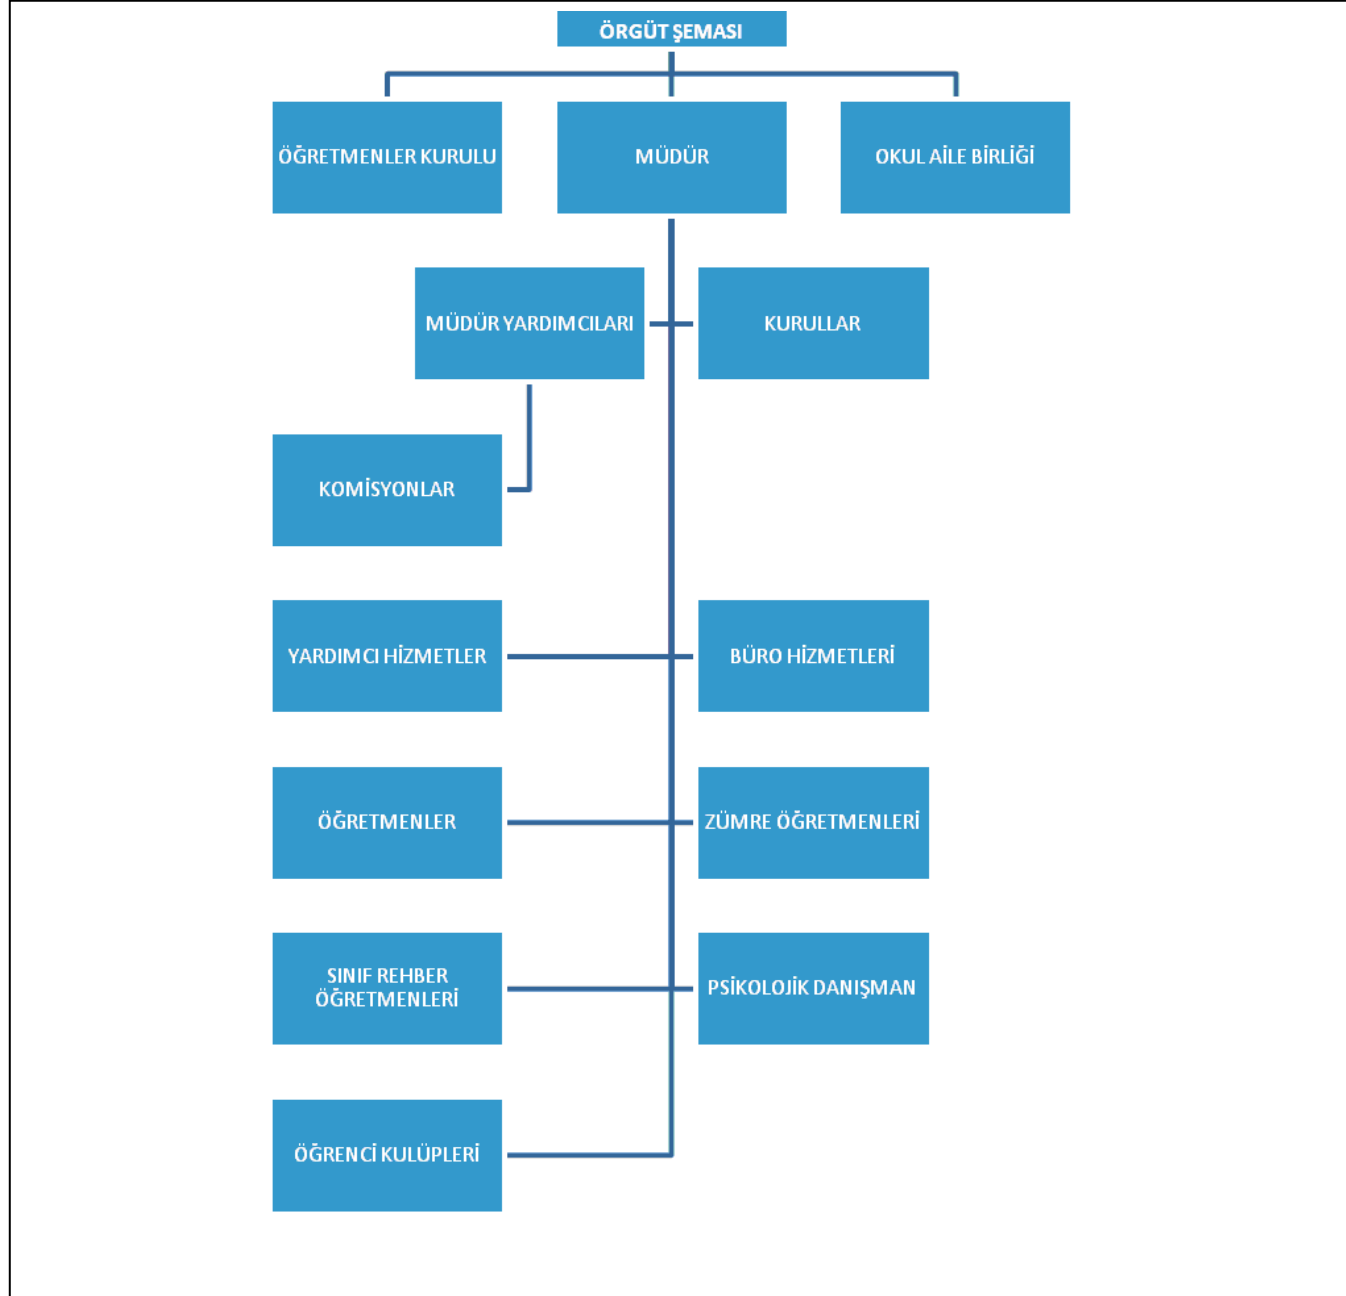 ÖRGÜT ŞEMASI
ÖĞRETMENLER KURULU
MÜDÜR
OKUL AİLE BİRLİĞİ
MÜDÜR YARDIMCILARI
KURULLAR
KOMİSYONLAR
YARDIMCI HİZMETLER
BÜRO HİZMETLERİ
ÖĞRETMENLER
ZÜMRE ÖĞRETMENLERİ
SINIF REHBER
ÖĞRETMENLERİ
PSİKOLOJİK DANIŞMAN
ÖĞRENCİ KULÜPLERİ